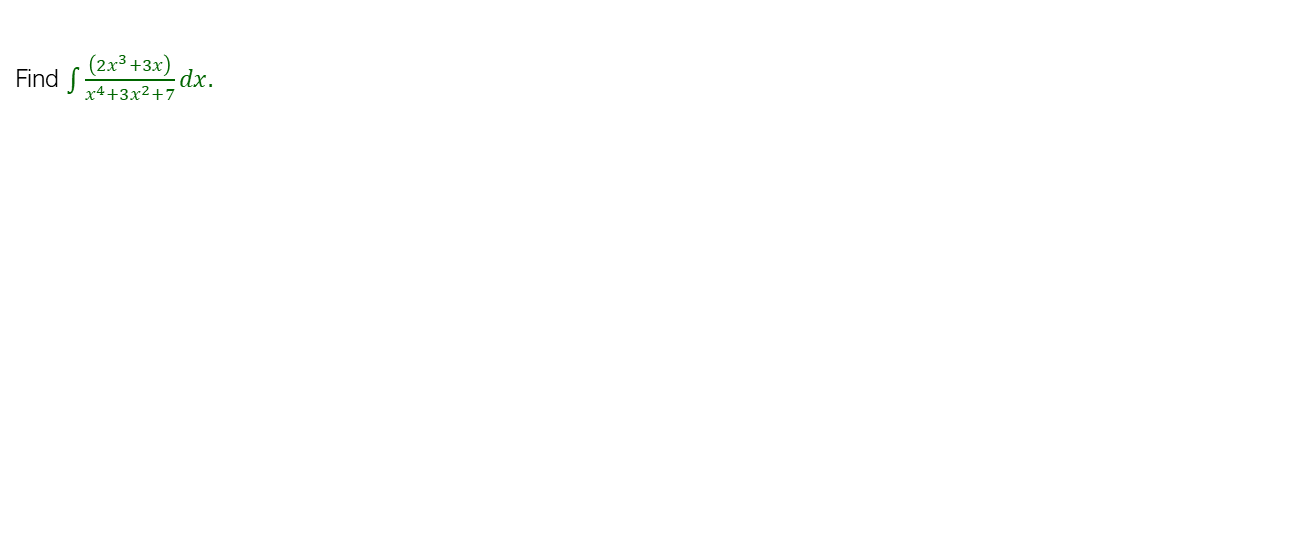 Find ∫ (2x³+3x)/(x⁴+3x²+7) dx.